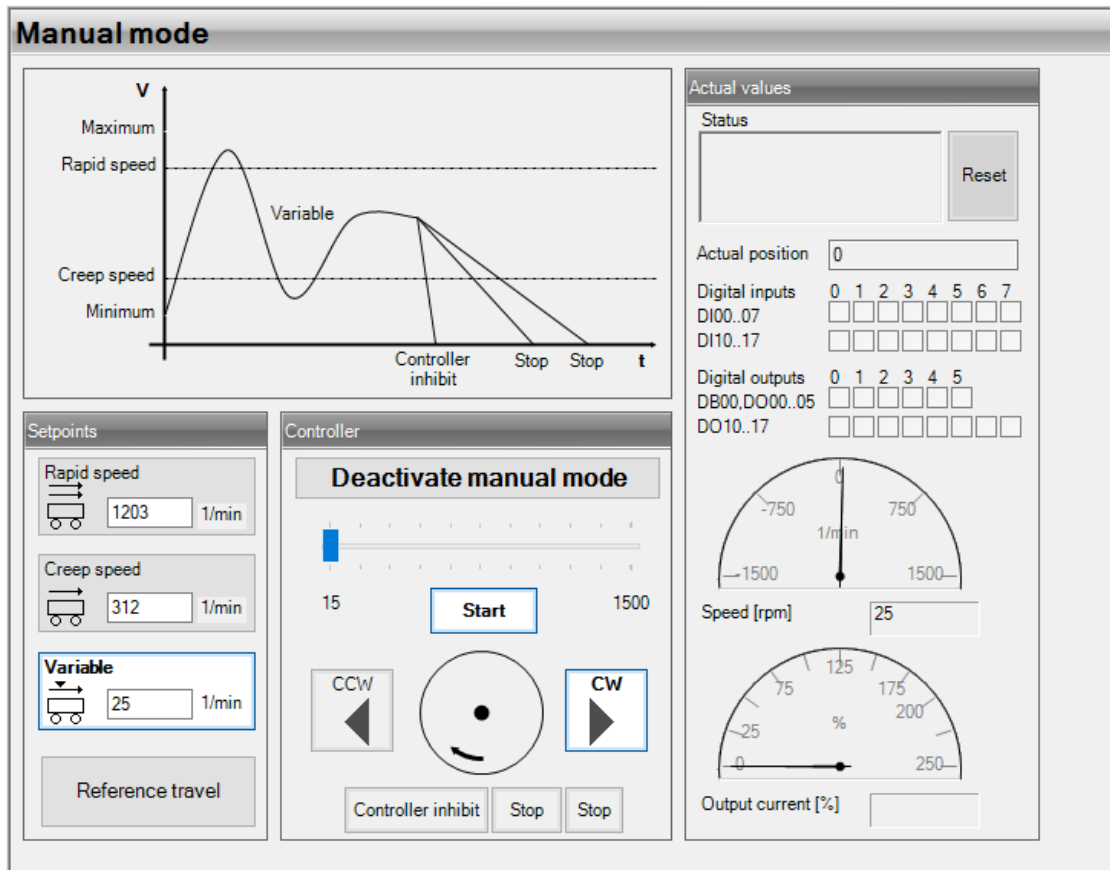 Manual mode
V
Maximum
Rapid speed
Variable
Creep speed
Minimum
Controller
inhibit
Stop
Stop
t
Setpoints
Rapid speed
1203
1/min
Creep speed
312
1/min
Variable
25
1/min
Reference travel
Controller
Deactivate manual mode
15
1500
Start
CCW
CW
Controller inhibit
Stop
Stop
Actual values
Status
Reset
Actual position
0
Digital inputs 0 1 2 3 4 5 6 7
DI00..07
DI10..17
Digital outputs 0 1 2 3 4 5
DB00,DO00..05
DO10..17
0
-750
750
1/min
-1500
1500
Speed [rpm]
25
125
75
175
200
%
25
0
250
Output current [%]